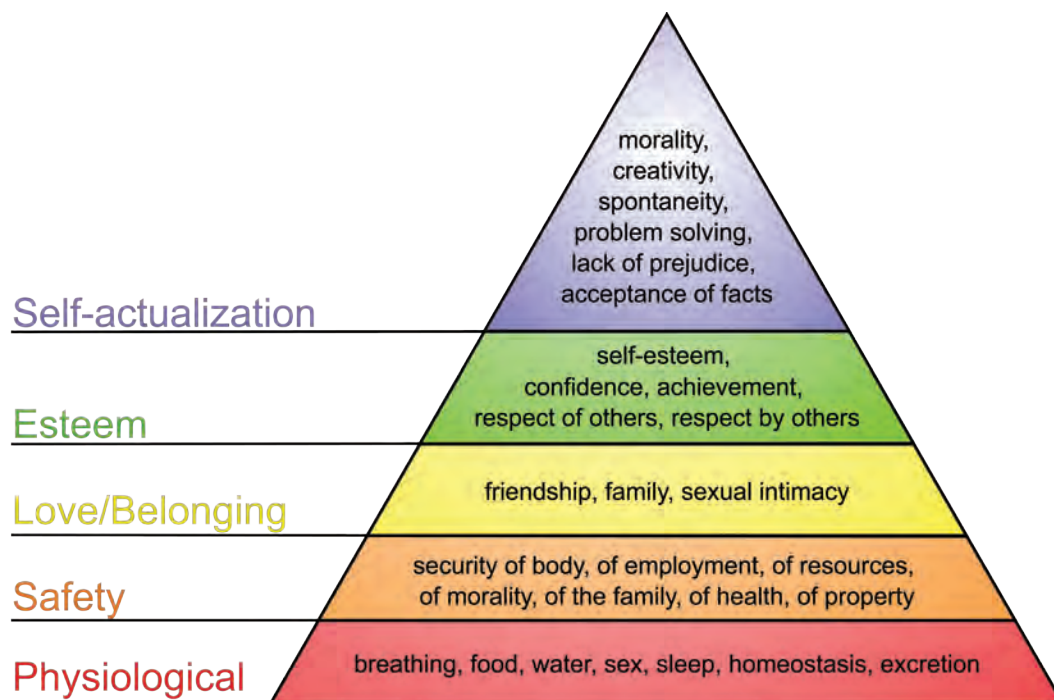 morality,
creativity,
spontaneity,
problem solving,
lack of prejudice,
acceptance of facts
Self-actualization
self-esteem,
confidence, achievement,
respect of others, respect by others
Esteem
friendship, family, sexual intimacy
Love/Belonging
security of body, of employment, of resources,
of morality, of the family, of health, of property
Safety
breathing, food, water, sex, sleep, homeostasis, excretion
Physiological